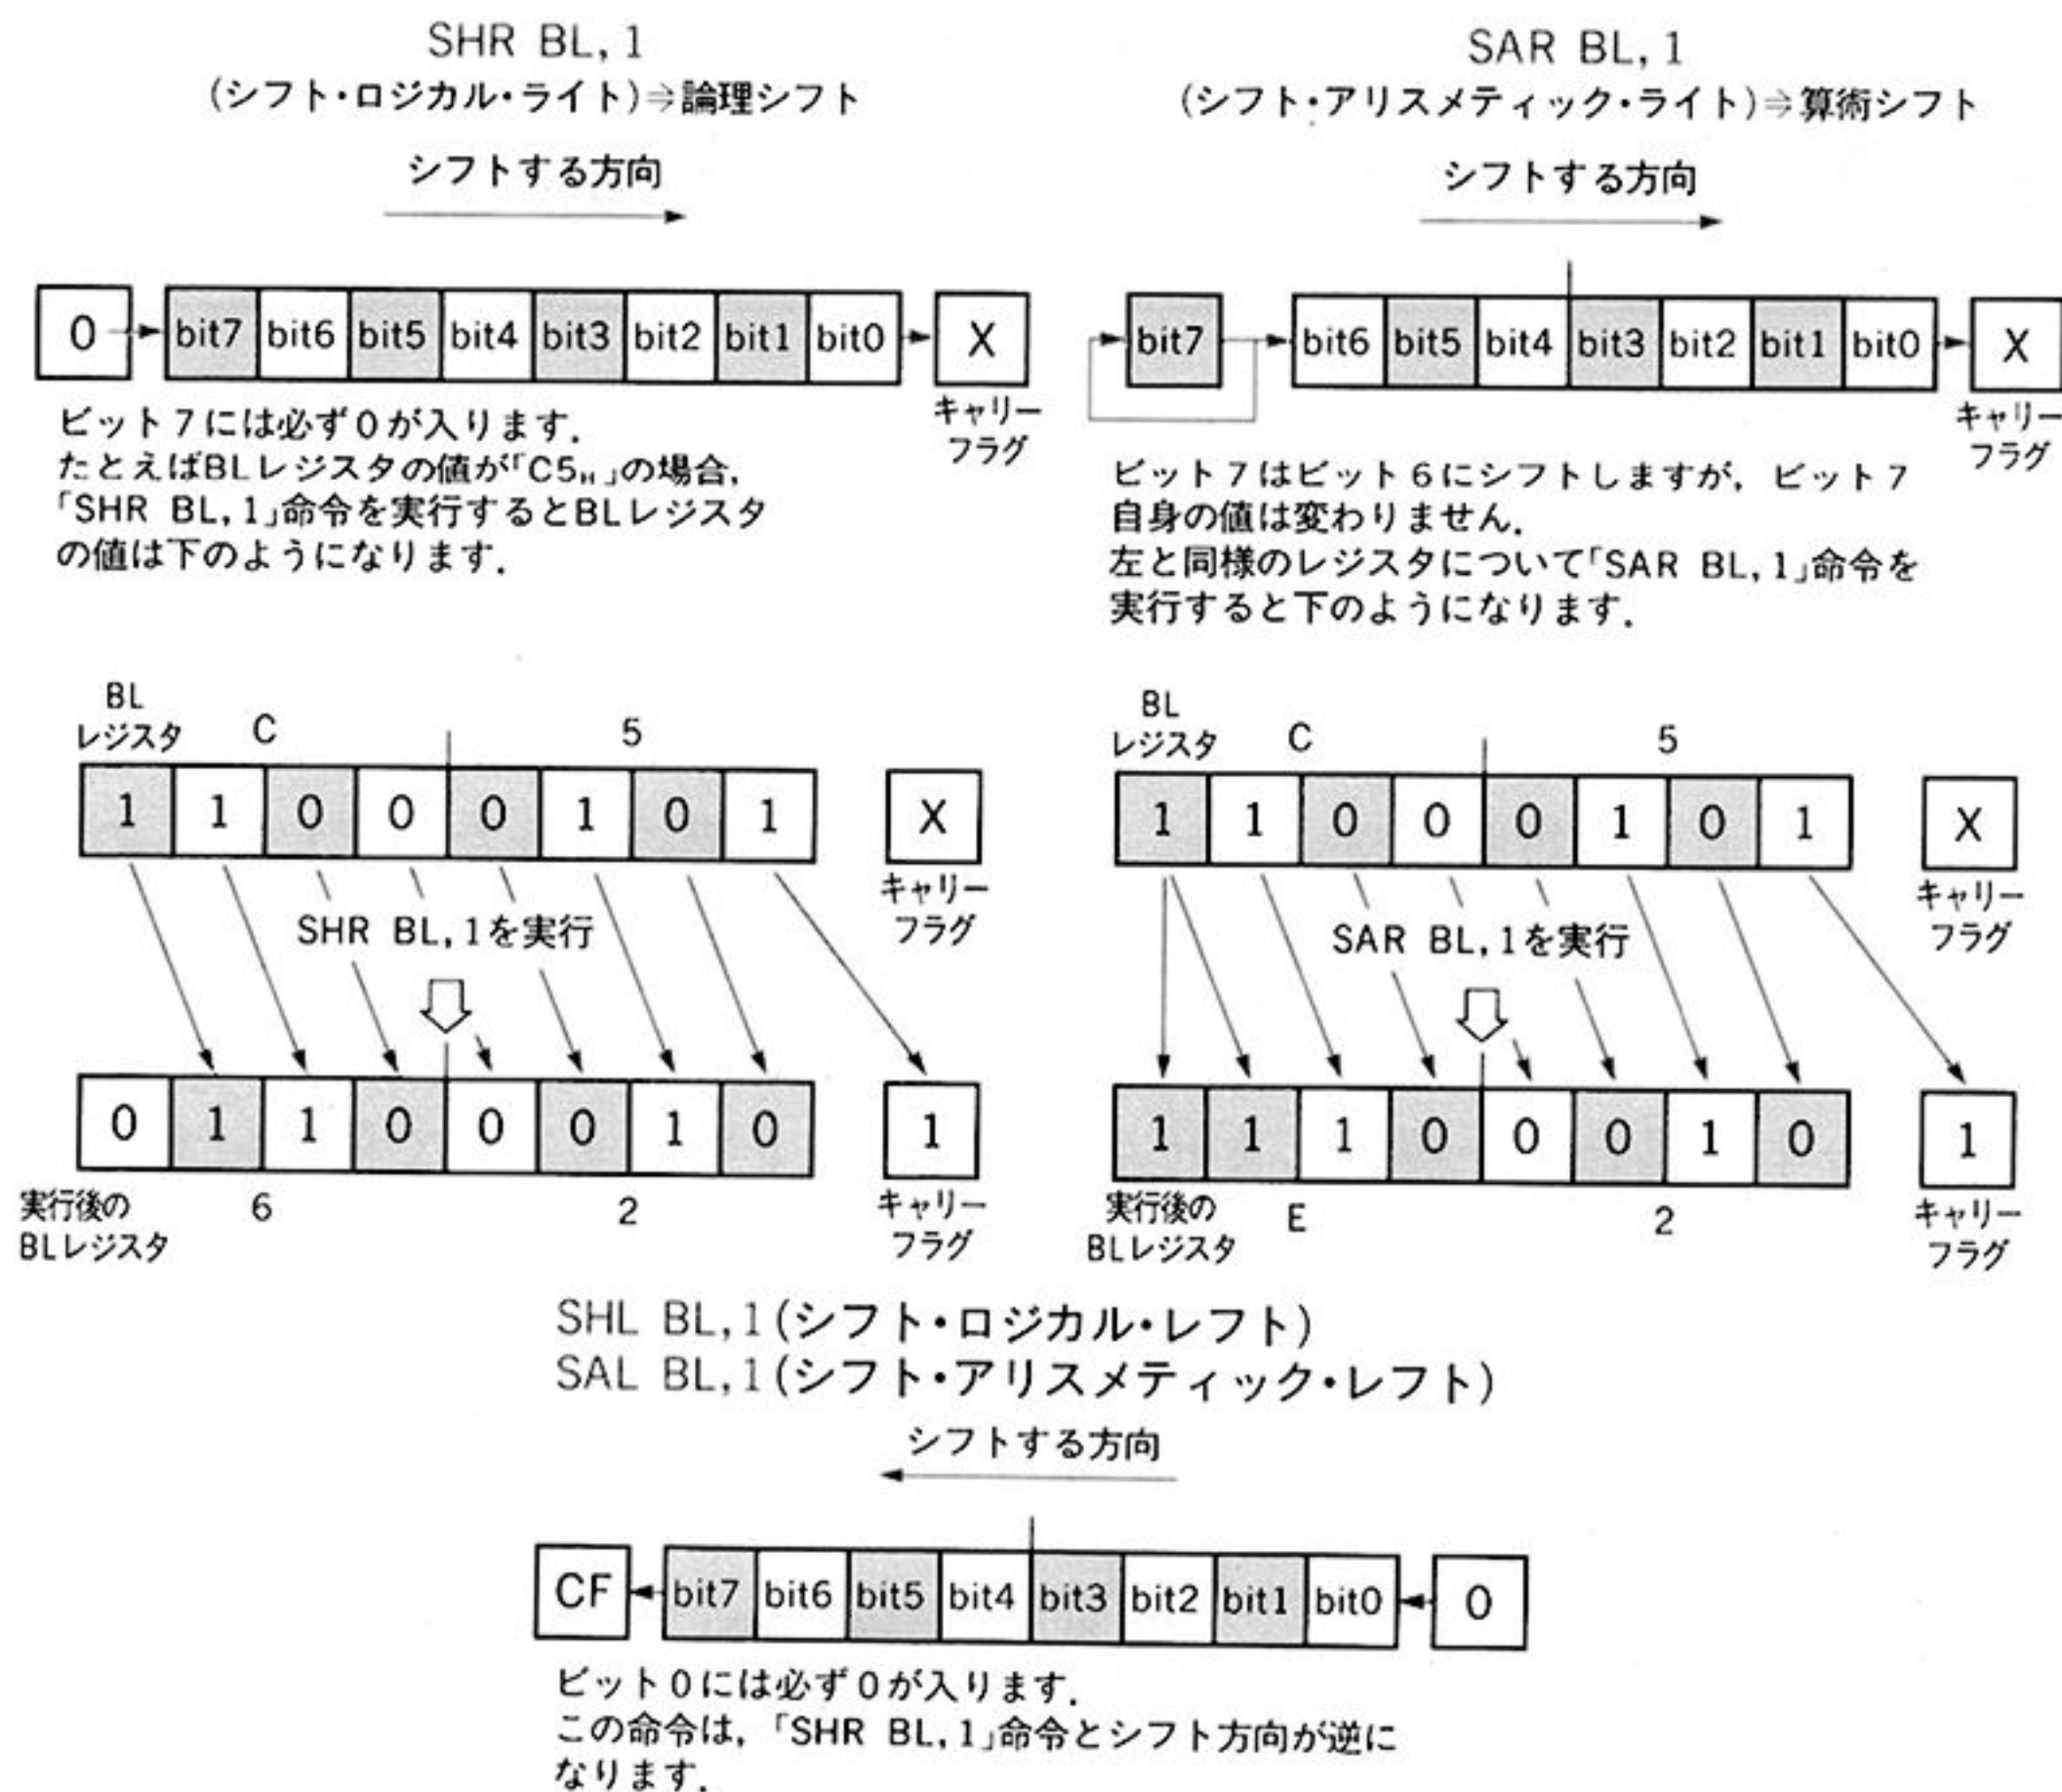 SHR BL, 1
(シフト・ロジカル・ライト)⇒論理シフト
シフトする方向
0 bit7 bit6 bit5 bit4 bit3 bit2 bit1 bit0 X
キャリー
フラグ
ビット7には必ず0が入ります.
たとえばBLレジスタの値が「C5H」の場合,
「SHR BL, 1」命令を実行するとBLレジスタ
の値は下のようになります.
BL
レジスタ C 5
1 1 0 0 0 1 0 1 X
キャリー
フラグ
SHR BL, 1を実行
0 1 1 0 0 0 1 0 1
実行後の
BLレジスタ
6 2
キャリー
フラグ
SAR BL, 1
(シフト・アリスメティック・ライト)⇒算術シフト
シフトする方向
bit7 bit6 bit5 bit4 bit3 bit2 bit1 bit0 X
キャリー
フラグ
ビット7はビット6にシフトしますが, ビット7
自身の値は変わりません.
左と同様のレジスタについて「SAR BL, 1」命令を
実行すると下のようになります.
BL
レジスタ C 5
1 1 0 0 0 1 0 1 X
キャリー
フラグ
SAR BL, 1を実行
1 1 1 0 0 0 1 0 1
実行後の
BLレジスタ
E 2
キャリー
フラグ
SHL BL, 1(シフト・ロジカル・レフト)
SAL BL, 1(シフト・アリスメティック・レフト)
シフトする方向
CF bit7 bit6 bit5 bit4 bit3 bit2 bit1 bit0 0
ビット0には必ず0が入ります.
この命令は, 「SHR BL, 1」命令とシフト方向が逆に
なります.